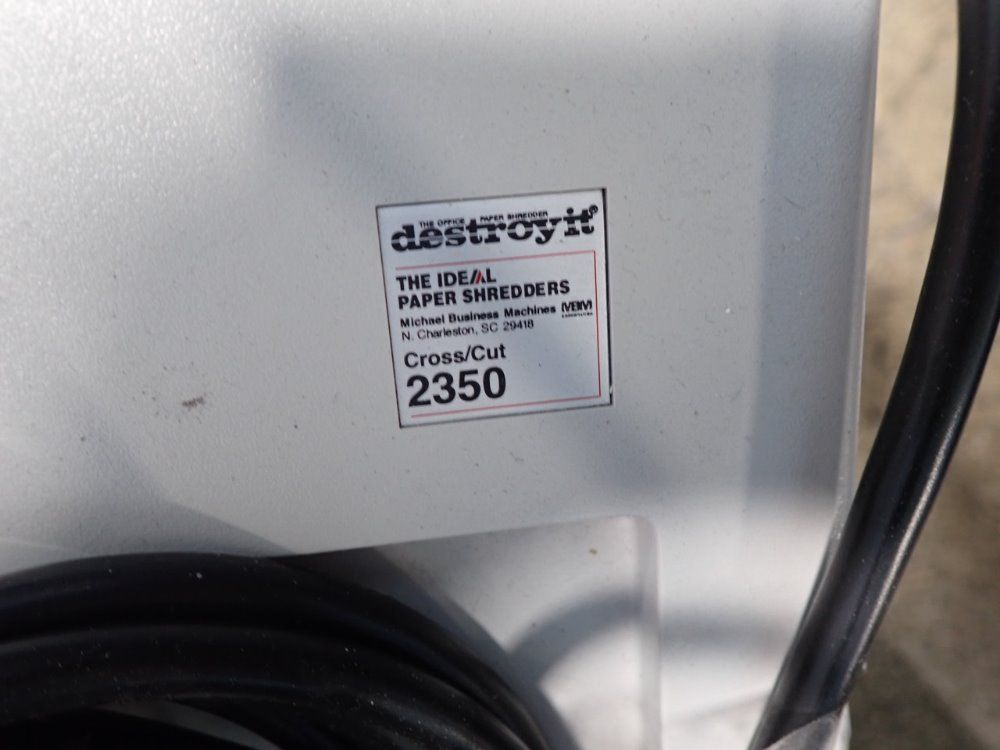 THE OFFICE PAPER SHREDDER
destroyit®
THE IDEAL
PAPER SHREDDERS
Michael Business Machines MBM
N. Charleston, SC 29418
Cross/Cut
2350